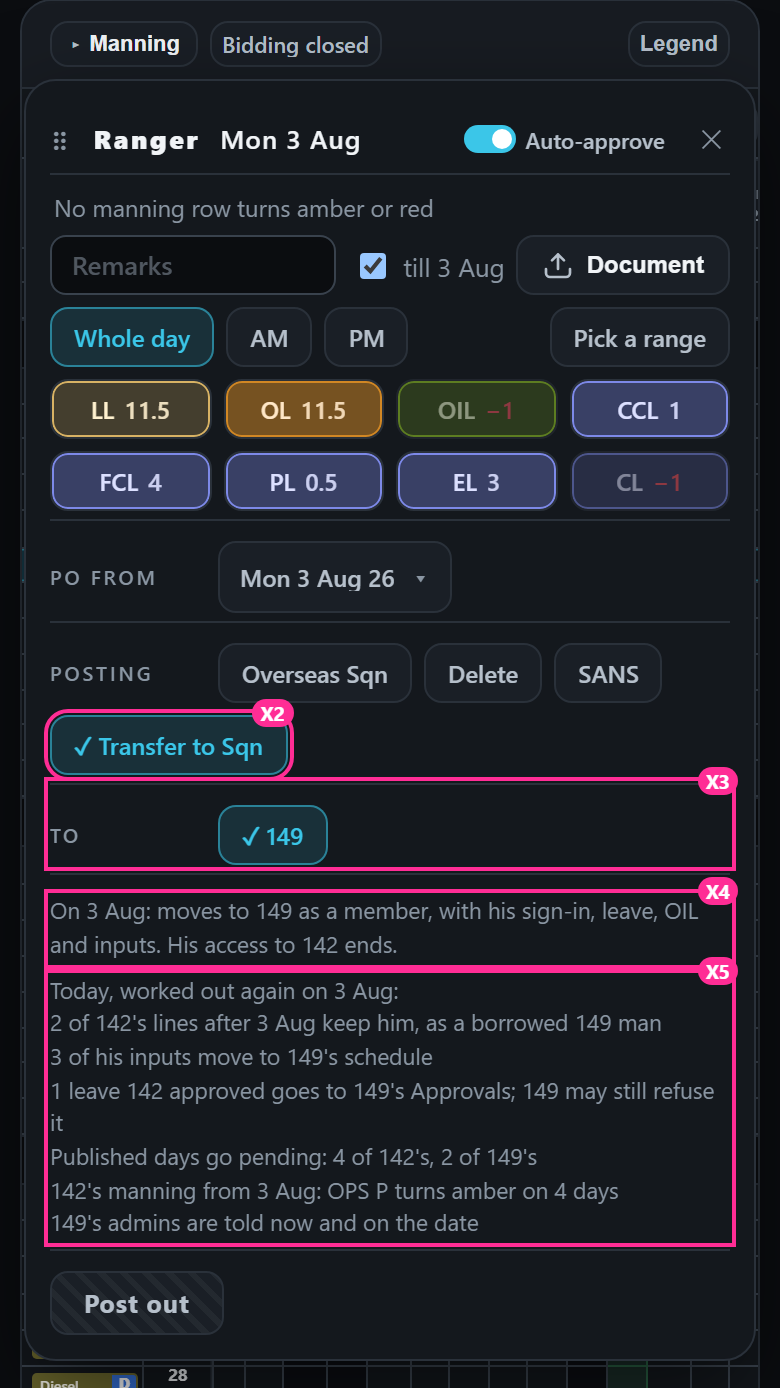 ▸ Manning Bidding closed Legend
Ranger Mon 3 Aug Auto-approve
No manning row turns amber or red
Remarks ✓ till 3 Aug Document
Whole day AM PM Pick a range
LL 11.5 OL 11.5 OIL −1 CCL 1
FCL 4 PL 0.5 EL 3 CL −1
PO FROM Mon 3 Aug 26 ▾
POSTING Overseas Sqn Delete SANS
X2
✓ Transfer to Sqn
X3
TO ✓ 149
X4
On 3 Aug: moves to 149 as a member, with his sign-in, leave, OIL
and inputs. His access to 142 ends.
X5
Today, worked out again on 3 Aug:
2 of 142's lines after 3 Aug keep him, as a borrowed 149 man
3 of his inputs move to 149's schedule
1 leave 142 approved goes to 149's Approvals; 149 may still refuse
it
Published days go pending: 4 of 142's, 2 of 149's
142's manning from 3 Aug: OPS P turns amber on 4 days
149's admins are told now and on the date
Post out
Diesel D 28